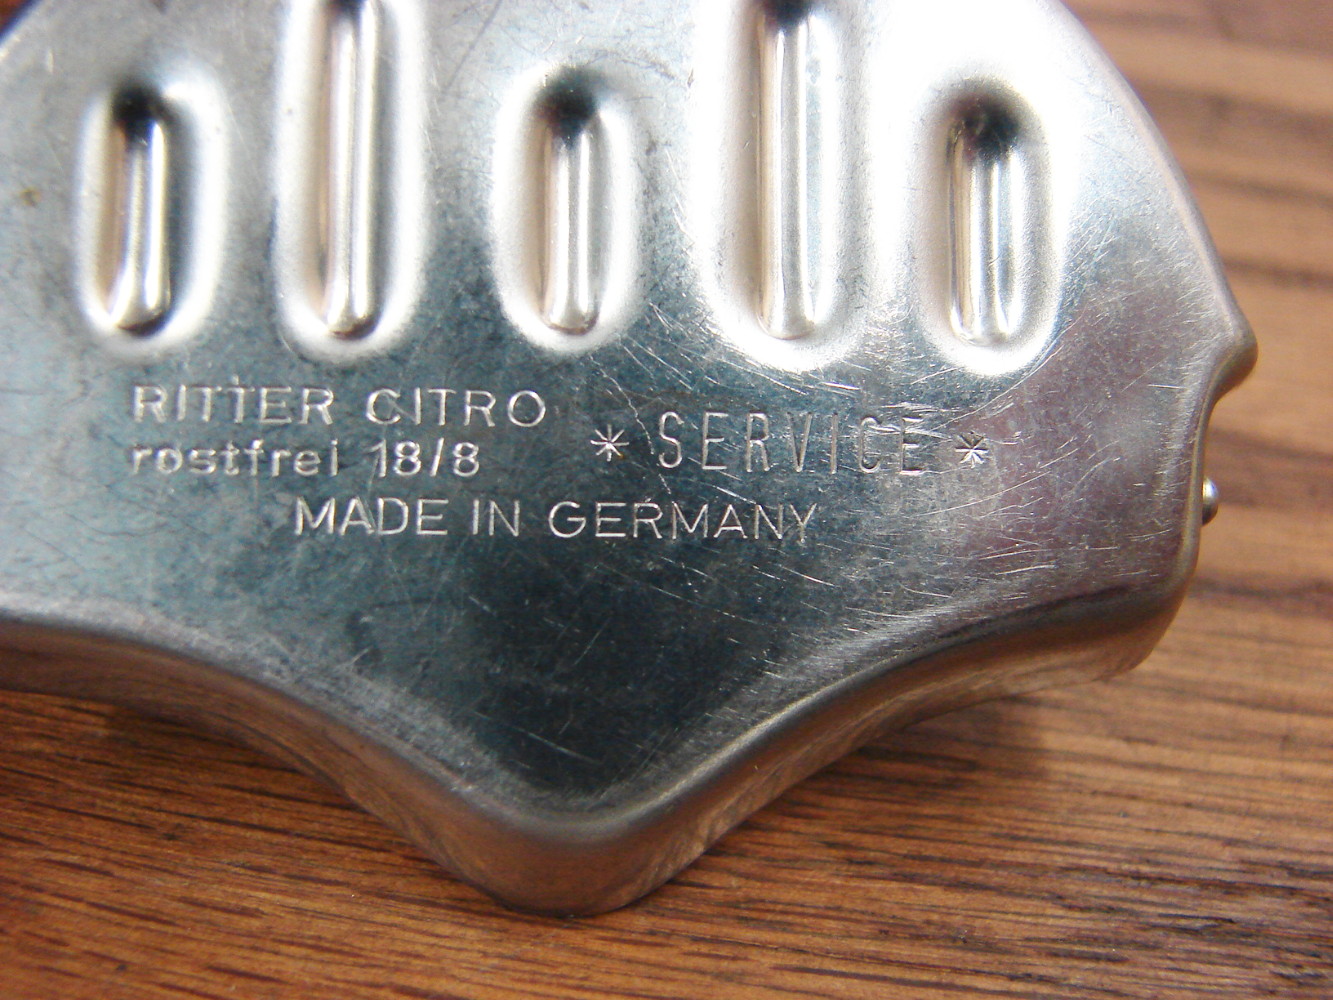 RITTER CITRO
rostfrei 18/8
* SERVICE *
MADE IN GERMANY